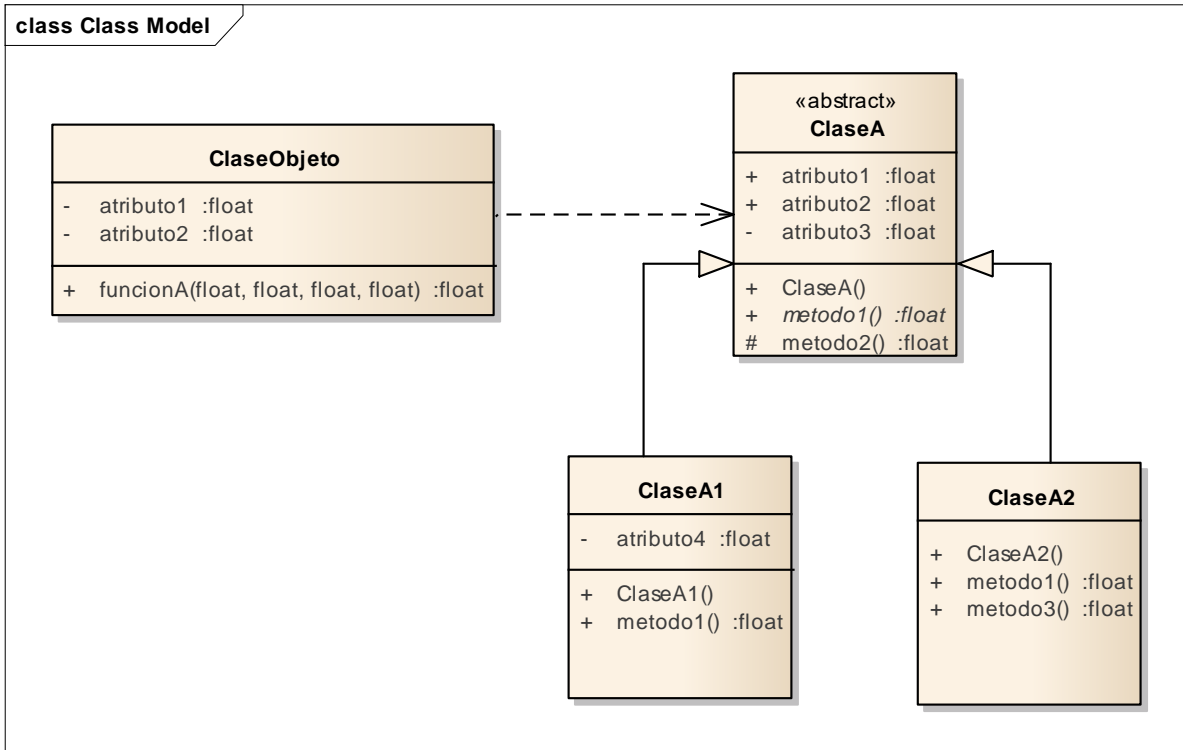 class Class Model
ClaseObjeto
- atributo1 :float
- atributo2 :float
+ funcionA(float, float, float, float) :float
«abstract»
ClaseA
+ atributo1 :float
+ atributo2 :float
- atributo3 :float
+ ClaseA()
+ metodo1() :float
# metodo2() :float
ClaseA1
- atributo4 :float
+ ClaseA1()
+ metodo1() :float
ClaseA2
+ ClaseA2()
+ metodo1() :float
+ metodo3() :float